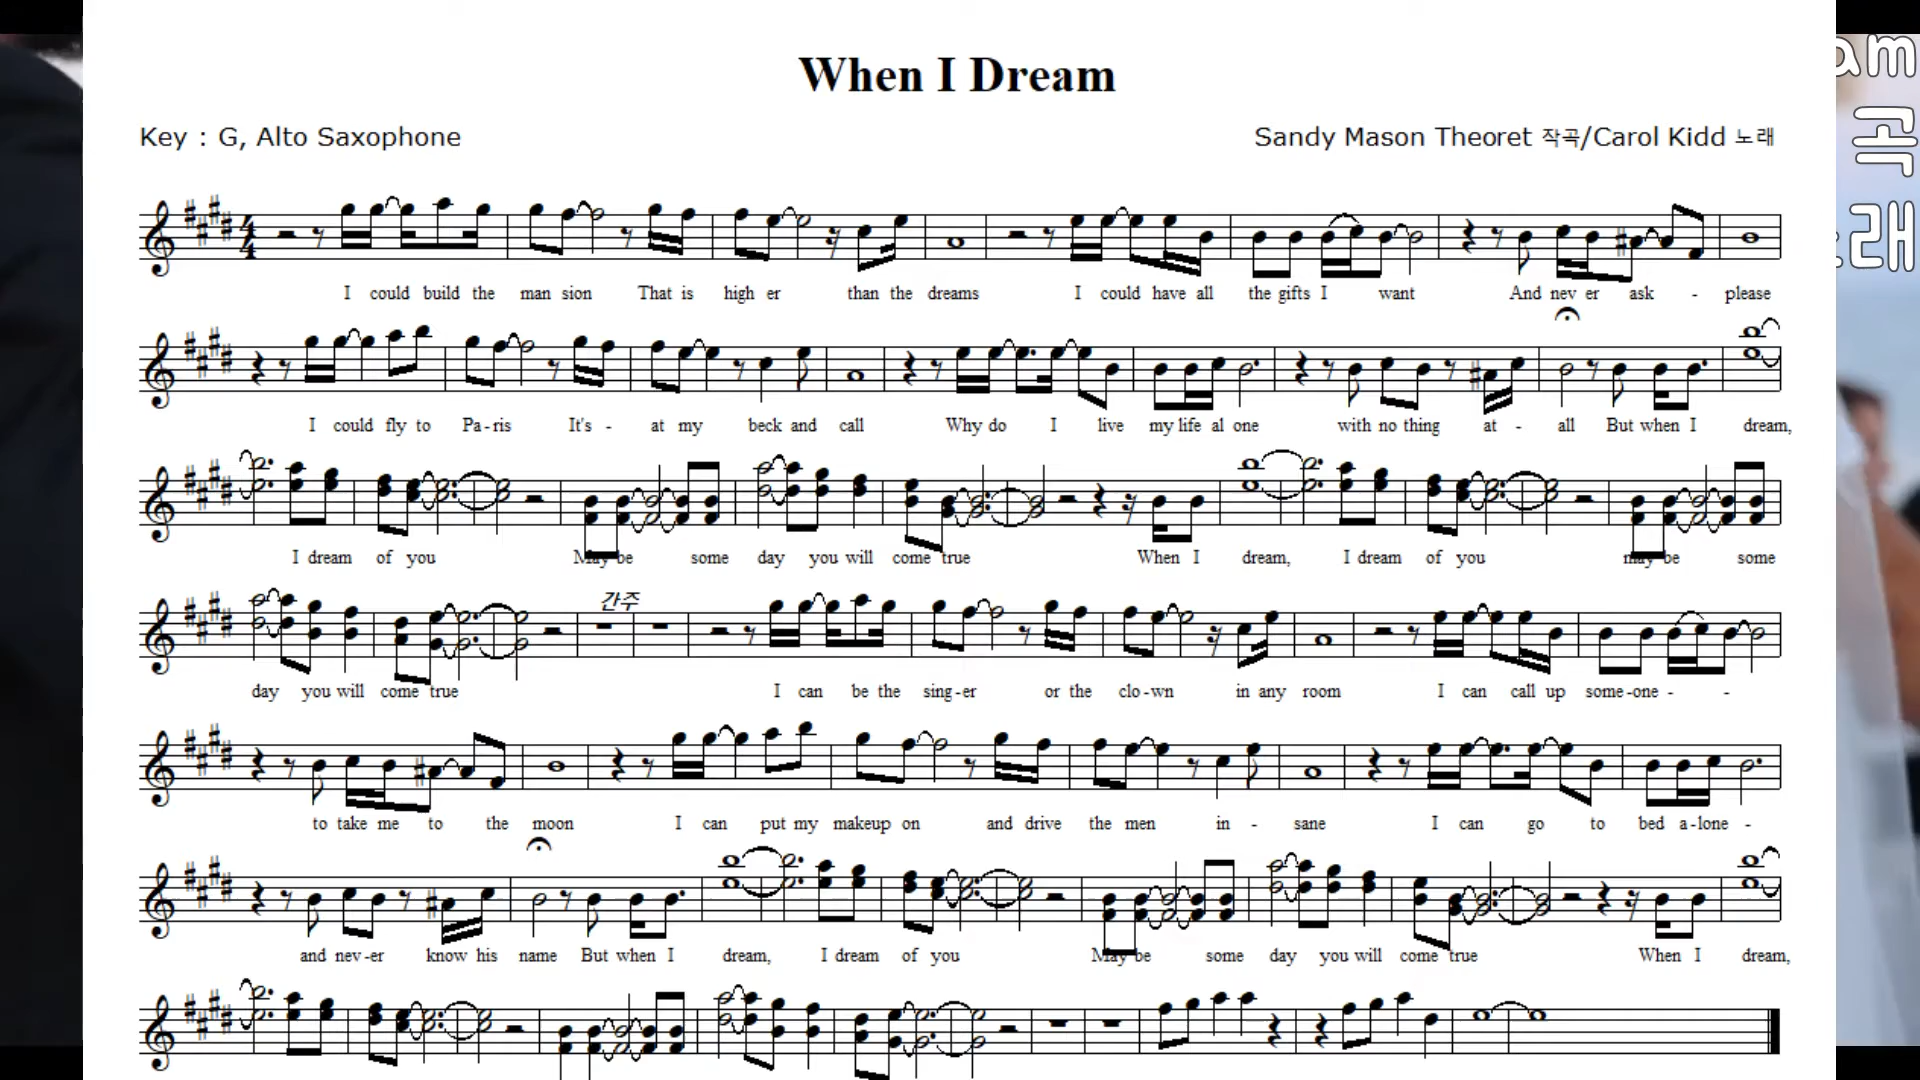 When I Dream
Key : G, Alto Saxophone
Sandy Mason Theoret 작곡/Carol Kidd 노래
I could build the man sion That is high er than the dreams I could have all the gifts I want And nev er ask - please
I could fly to Pa-ris It's - at my beck and call Why do I live my life al one with no thing at - all But when I dream,
I dream of you May be some day you will come true When I dream, I dream of you may be some
간주
day you will come true I can be the sing-er or the clo-wn in any room I can call up some-one - -
to take me to the moon I can put my makeup on and drive the men in - sane I can go to bed a-lone -
and nev-er know his name But when I dream, I dream of you May be some day you will come true When I dream,
am
곡
래